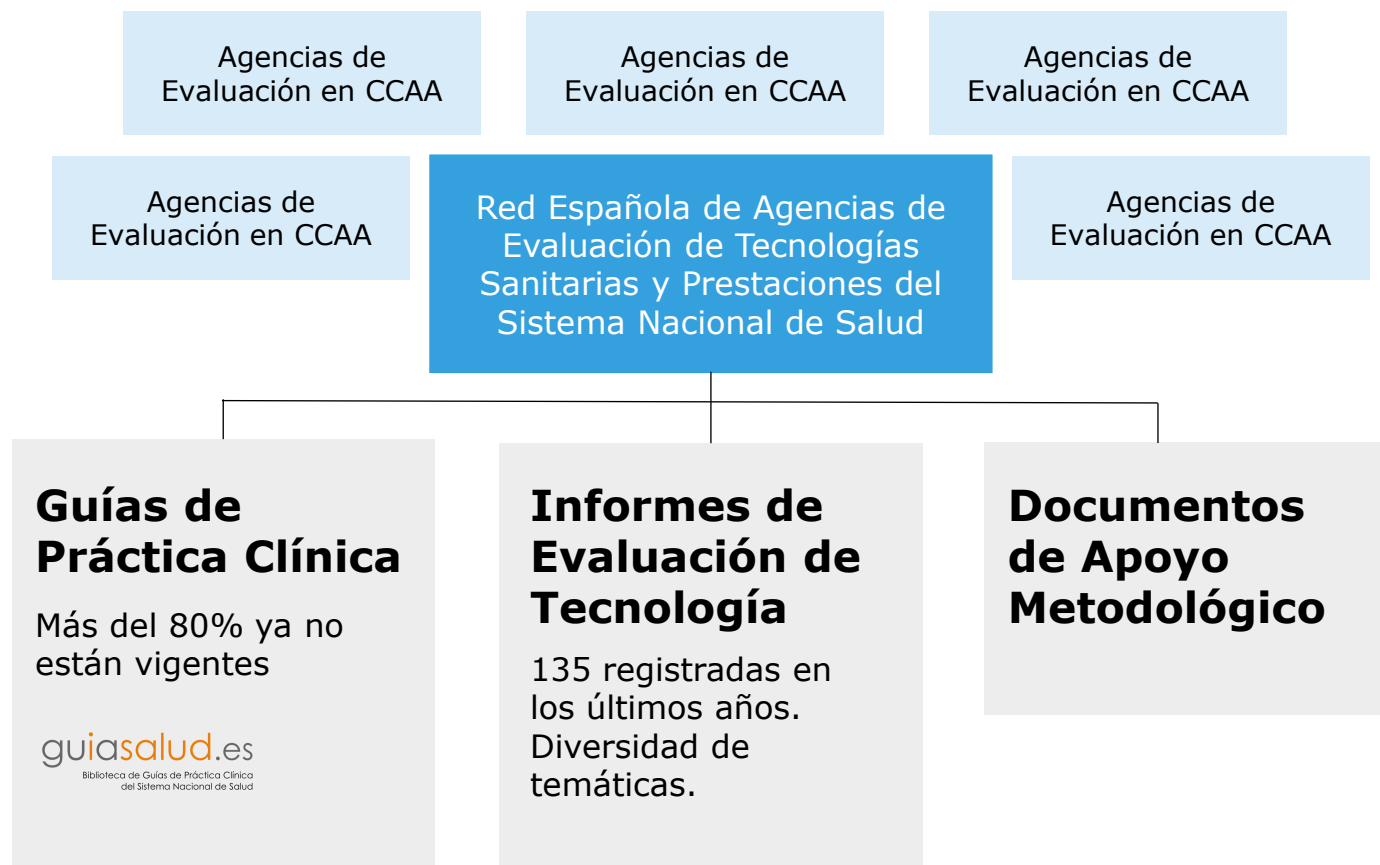 Agencias de
Evaluación en CCAA
Agencias de
Evaluación en CCAA
Agencias de
Evaluación en CCAA
Agencias de
Evaluación en CCAA
Red Española de Agencias de
Evaluación de Tecnologías
Sanitarias y Prestaciones del
Sistema Nacional de Salud
Agencias de
Evaluación en CCAA
Guías de
Práctica Clínica
Más del 80% ya no
están vigentes
guiasalud.es
Biblioteca de Guías de Práctica Clínica
del Sistema Nacional de Salud
Informes de
Evaluación de
Tecnología
135 registradas en
los últimos años.
Diversidad de
temáticas.
Documentos
de Apoyo
Metodológico